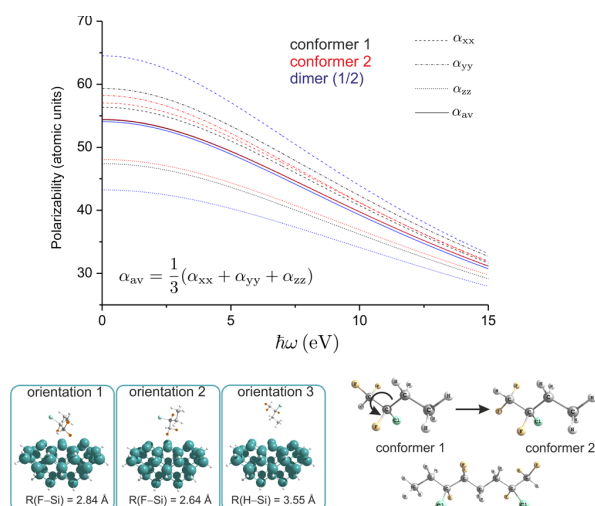 70
60
50
40
30
Polarizability (atomic units)
conformer 1
conformer 2
dimer (1/2)
α_xx
α_yy
α_zz
α_av
α_av = 1/3 (α_xx + α_yy + α_zz)
0 5 10 15
ℏω (eV)
orientation 1 orientation 2 orientation 3
R(F–Si) = 2.84 Å R(F–Si) = 2.64 Å R(H–Si) = 3.55 Å
conformer 1 conformer 2